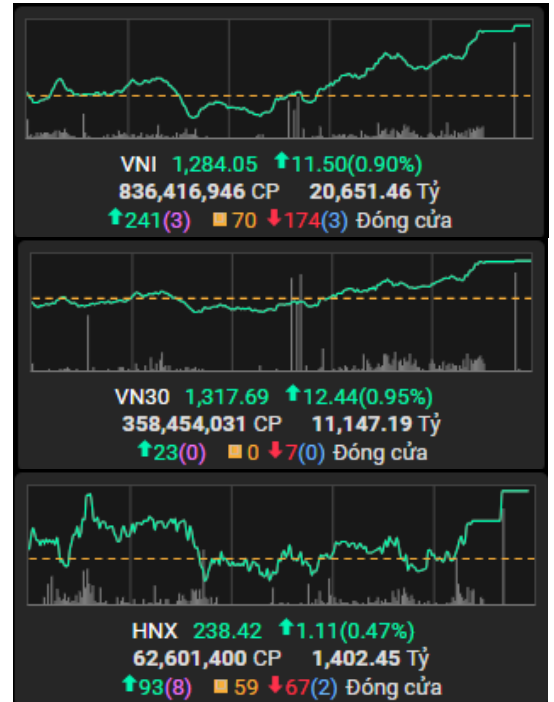 VNI 1,284.05 ⬆11.50(0.90%)
836,416,946 CP 20,651.46 Tỷ
⬆241(3) ■70 ⬇174(3) Đóng cửa
VN30 1,317.69 ⬆12.44(0.95%)
358,454,031 CP 11,147.19 Tỷ
⬆23(0) ■0 ⬇7(0) Đóng cửa
HNX 238.42 ⬆1.11(0.47%)
62,601,400 CP 1,402.45 Tỷ
⬆93(8) ■59 ⬇67(2) Đóng cửa